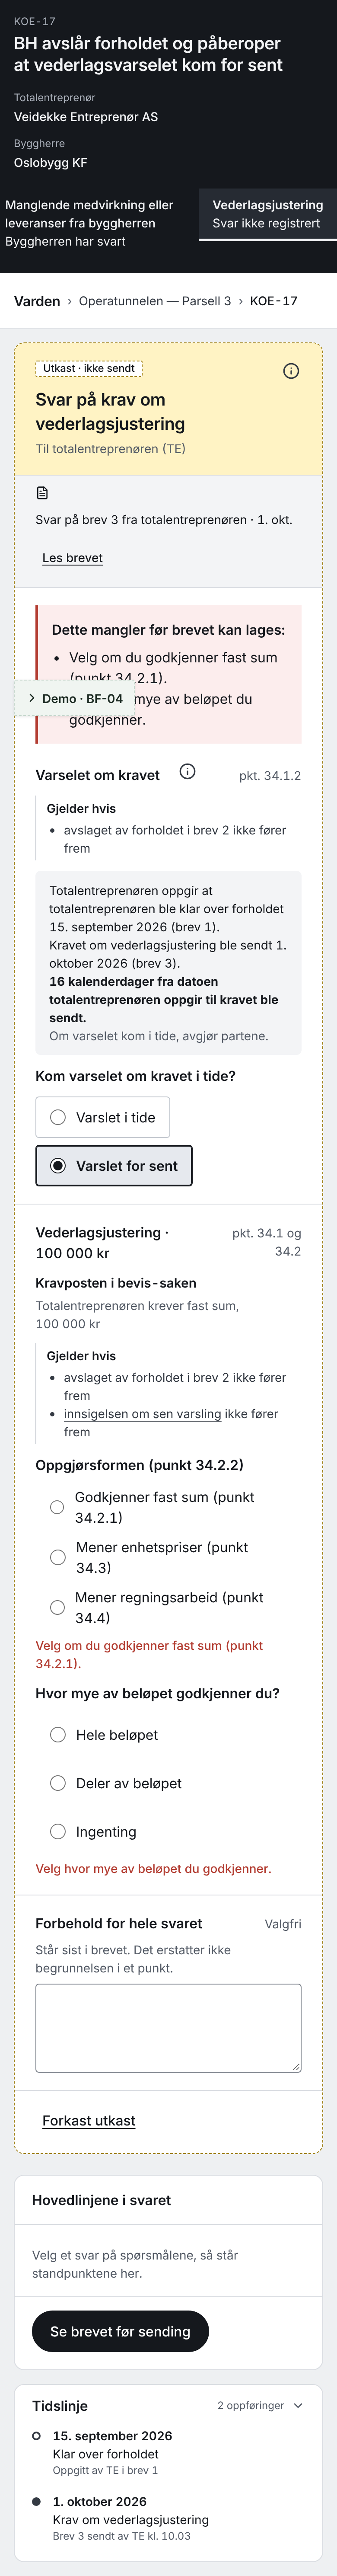 KOE-17
BH avslår forholdet og påberoper
at vederlagsvarselet kom for sent
Totalentreprenør
Veidekke Entreprenør AS
Byggherre
Oslobygg KF
Manglende medvirkning eller
leveranser fra byggherren
Byggherren har svart
Vederlagsjustering
Svar ikke registrert
Varden › Operatunnelen — Parsell 3 › KOE-17
Utkast · ikke sendt
Svar på krav om
vederlagsjustering
Til totalentreprenøren (TE)
Svar på brev 3 fra totalentreprenøren · 1. okt.
Les brevet
Dette mangler før brevet kan lages:
• Velg om du godkjenner fast sum
(punkt 34.2.1).
mye av beløpet du
godkjenner.
Demo · BF-04
Varselet om kravet
pkt. 34.1.2
Gjelder hvis
• avslaget av forholdet i brev 2 ikke fører
frem
Totalentreprenøren oppgir at
totalentreprenøren ble klar over forholdet
15. september 2026 (brev 1).
Kravet om vederlagsjustering ble sendt 1.
oktober 2026 (brev 3).
16 kalenderdager fra datoen
totalentreprenøren oppgir til kravet ble
sendt.
Om varselet kom i tide, avgjør partene.
Kom varselet om kravet i tide?
Varslet i tide
Varslet for sent
Vederlagsjustering ·
100 000 kr
pkt. 34.1 og
34.2
Kravposten i bevis-saken
Totalentreprenøren krever fast sum,
100 000 kr
Gjelder hvis
• avslaget av forholdet i brev 2 ikke fører
frem
• innsigelsen om sen varsling ikke fører
frem
Oppgjørsformen (punkt 34.2.2)
Godkjenner fast sum (punkt
34.2.1)
Mener enhetspriser (punkt
34.3)
Mener regningsarbeid (punkt
34.4)
Velg om du godkjenner fast sum (punkt
34.2.1).
Hvor mye av beløpet godkjenner du?
Hele beløpet
Deler av beløpet
Ingenting
Velg hvor mye av beløpet du godkjenner.
Forbehold for hele svaret
Valgfri
Står sist i brevet. Det erstatter ikke
begrunnelsen i et punkt.
Forkast utkast
Hovedlinjene i svaret
Velg et svar på spørsmålene, så står
standpunktene her.
Se brevet før sending
Tidslinje
2 oppføringer
15. september 2026
Klar over forholdet
Oppgitt av TE i brev 1
1. oktober 2026
Krav om vederlagsjustering
Brev 3 sendt av TE kl. 10.03